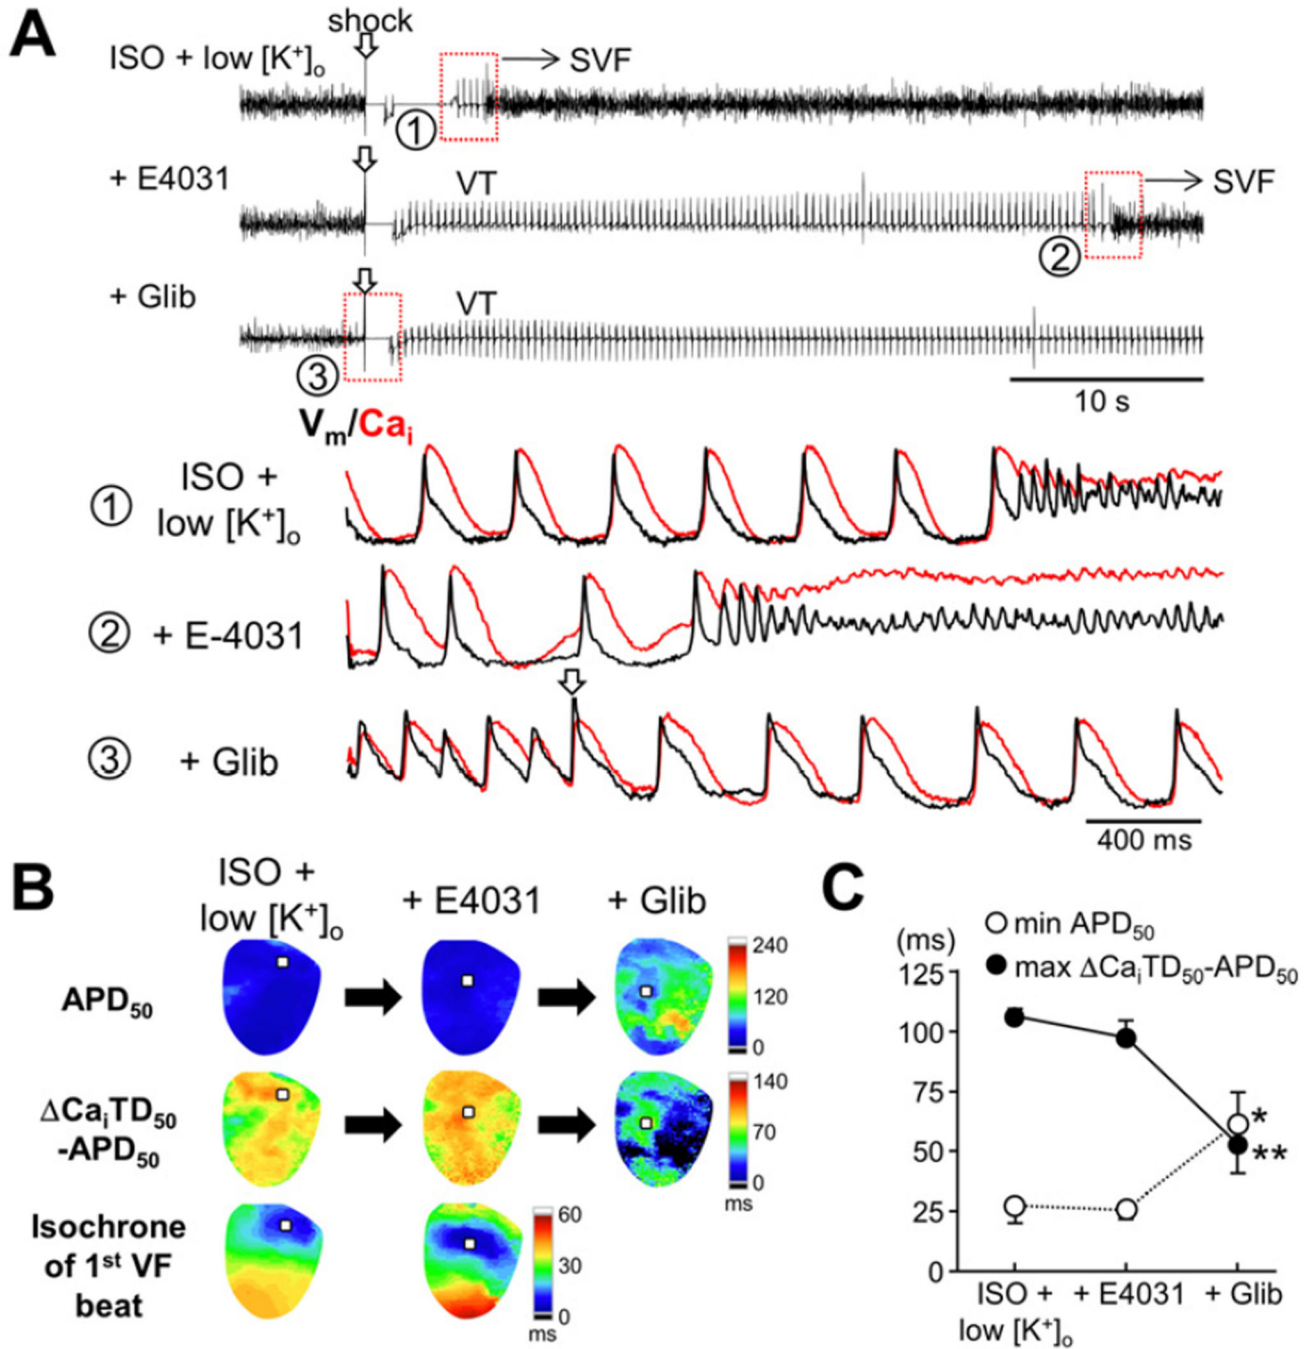 A
shock
ISO + low [K+]o
SVF
1
+ E4031
VT
SVF
2
+ Glib
VT
3
10 s
Vm/Cai
1 ISO +
low [K+]o
2 + E-4031
3 + Glib
400 ms
B
ISO +
low [K+]o
+ E4031
+ Glib
APD50
240
120
0
ΔCaiTD50
-APD50
140
70
0
ms
Isochrone
of 1st VF
beat
60
30
0
ms
C
(ms)
min APD50
max ΔCaiTD50-APD50
125
100
75
50
25
0
*
**
ISO +
low [K+]o
+ E4031
+ Glib